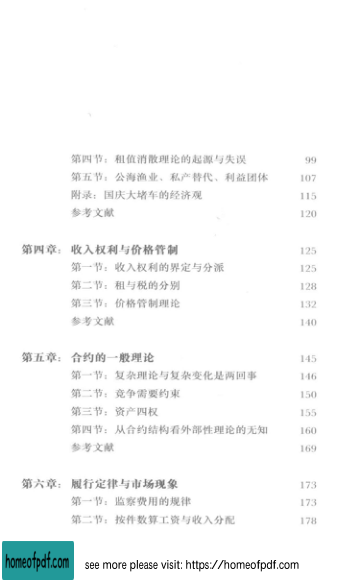 第四节：租值消散理论的起源与失误 99
第五节：公海渔业、私产替代、利益团体 107
附录：国庆大堵车的经济观 115
参考文献 120
第四章：收入权利与价格管制 125
第一节：收入权利的界定与分派 125
第二节：租与税的分别 128
第三节：价格管制理论 132
参考文献 140
第五章：合约的一般理论 145
第一节：复杂理论与复杂变化是两回事 146
第二节：竞争需要约束 150
第三节：资产四权 155
第四节：从合约结构看外部性理论的无知 160
参考文献 169
第六章：履行定律与市场现象 173
第一节：监察费用的规律 173
第二节：按件数算工资与收入分配 178
homeofpdf.com see more please visit: https://homeofpdf.com